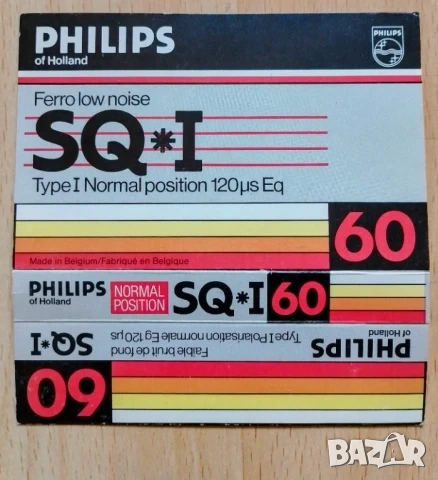 PHILIPS
of Holland
PHILIPS
Ferro low noise
SQ*I
Type I Normal position 120µs Eq
60
Made in Belgium/Fabriqué en Belgique
PHILIPS
of Holland
NORMAL
POSITION
SQ*I
60
PHILIPS
of Holland
Faible bruit de fond
Type I Polarisation normale Eq 120µs
SQ*I
60
BAZAR